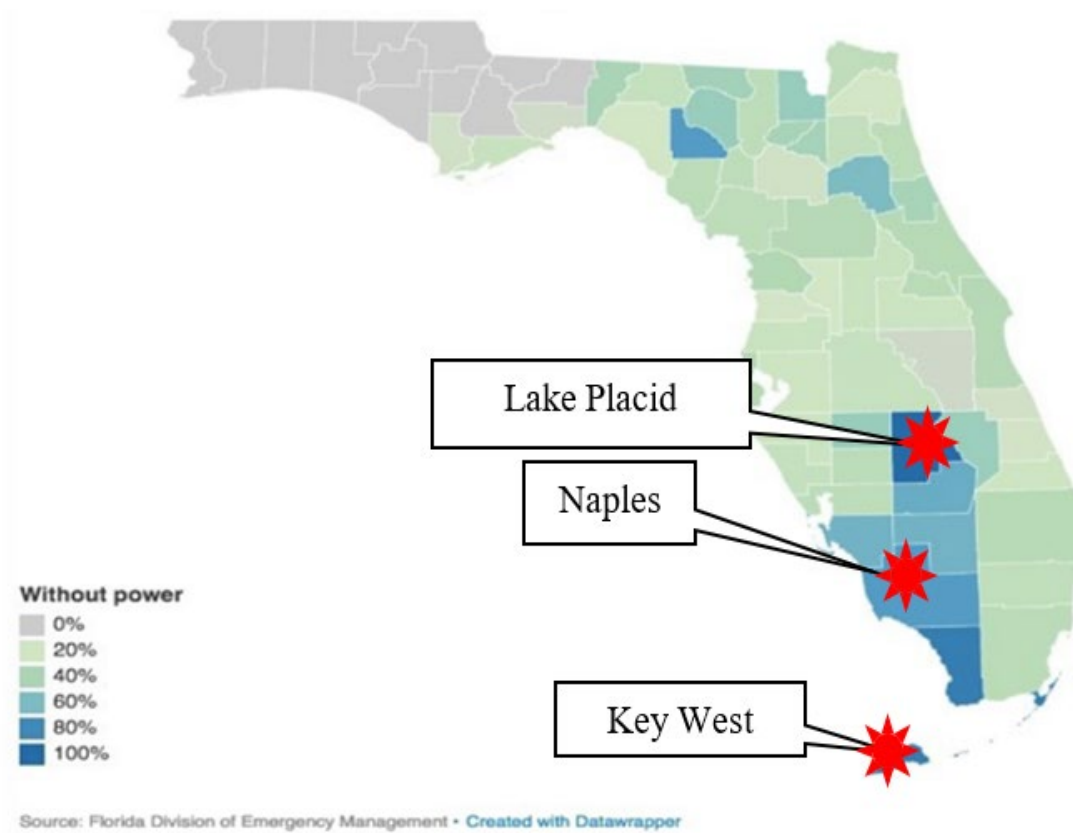 Lake Placid
Naples
Key West
Without power
0%
20%
40%
60%
80%
100%
Source: Florida Division of Emergency Management • Created with Datawrapper